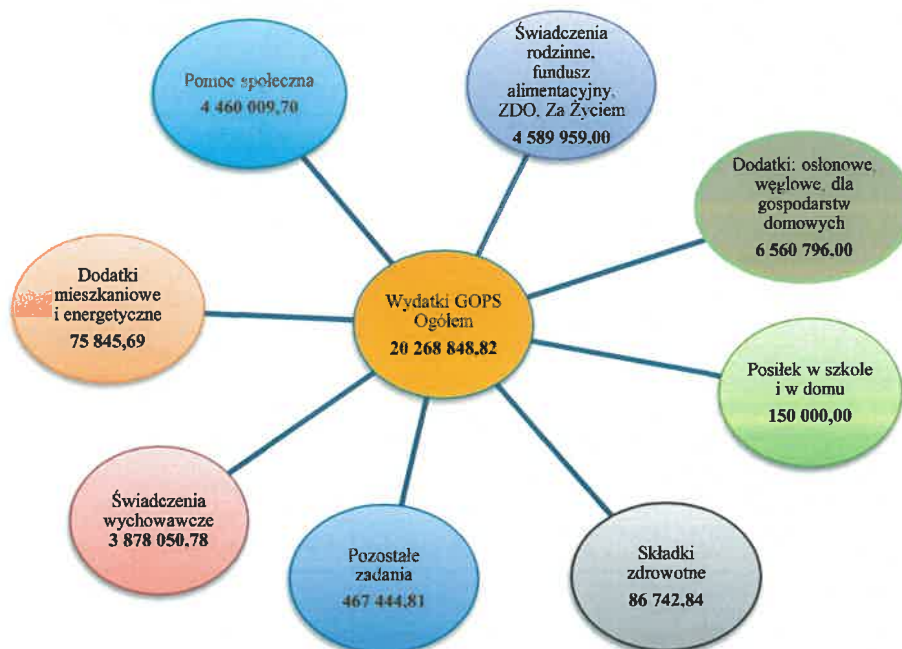 Pomoc społeczna
4 460 009,70
Świadczenia
rodzinne,
fundusz
alimentacyjny,
ZDO, Za Życiem
4 589 959,00
Dodatki: osłonowe,
węglowe, dla
gospodarstw
domowych
6 560 796,00
Dodatki
mieszkaniowe
i energetyczne
75 845,69
Wydatki GOPS
Ogółem
20 268 848,82
Posiłek w szkole
i w domu
150 000,00
Świadczenia
wychowawcze
3 878 050,78
Pozostałe
zadania
467 444,81
Składki
zdrowotne
86 742,84